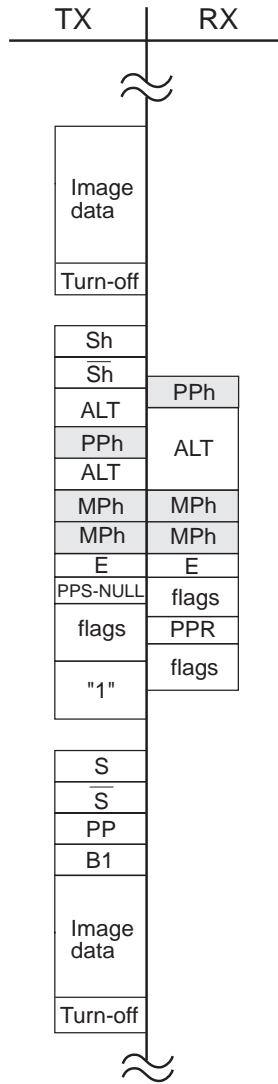 TX RX
Image
data
Turn-off
Sh
S̅h̅
PPh
ALT
ALT
PPh
ALT
MPh MPh
MPh MPh
E E
PPS-NULL
flags
flags
PPR
flags
"1"
S
S̅
PP
B1
Image
data
Turn-off